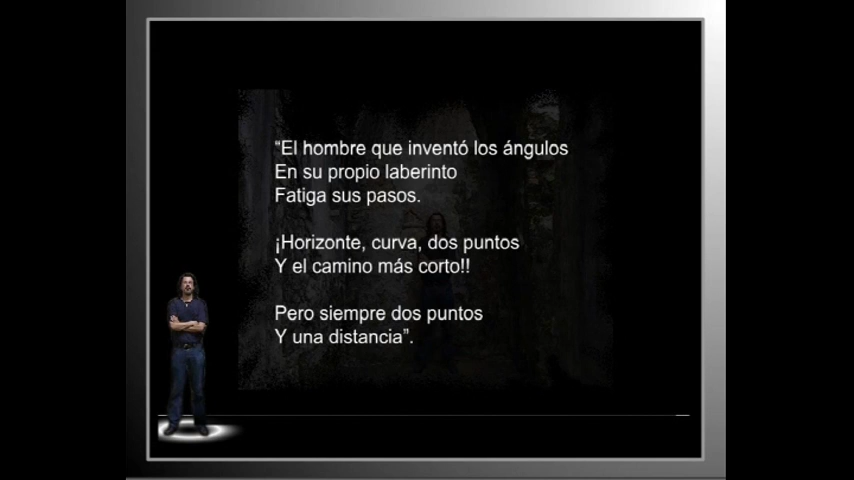 “El hombre que inventó los ángulos
En su propio laberinto
Fatiga sus pasos.
¡Horizonte, curva, dos puntos
Y el camino más corto!!
Pero siempre dos puntos
Y una distancia”.